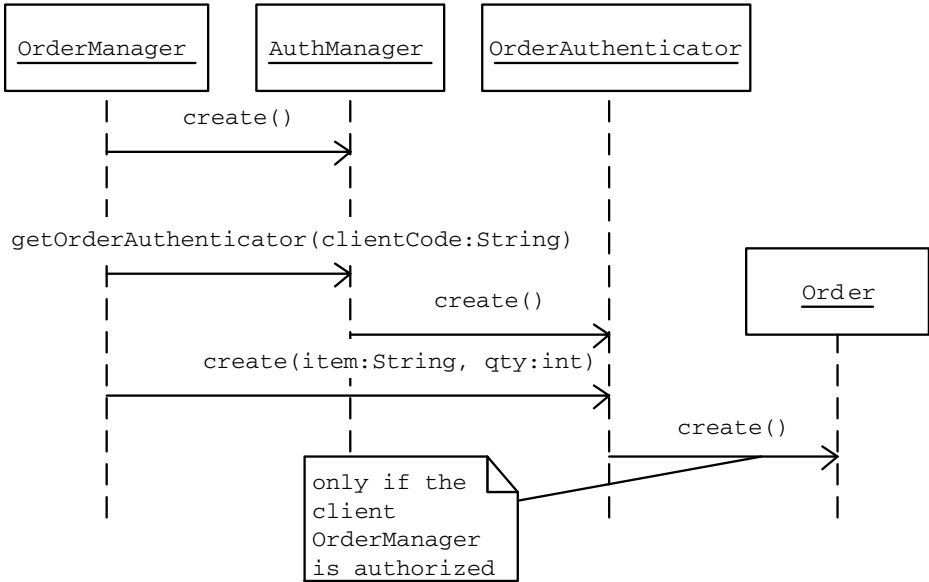 OrderManager
AuthManager
OrderAuthenticator
create()
getOrderAuthenticator(clientCode:String)
Order
create()
create(item:String, qty:int)
create()
only if the
client
OrderManager
is authorized